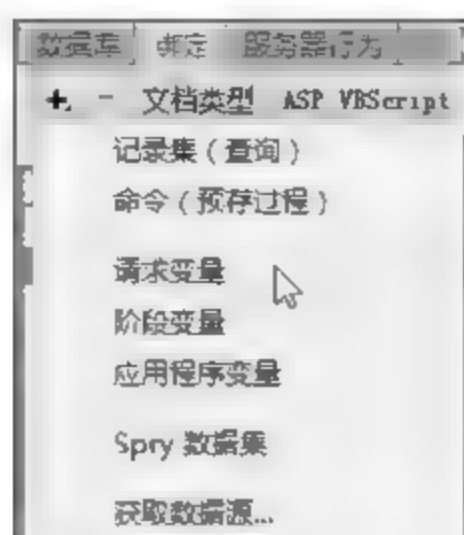 数据库 绑定 服务器行为
+ - 文档类型 ASP VBScript
记录集（查询）
命令（预存过程）
请求变量
阶段变量
应用程序变量
Spry 数据集
获取数据源...